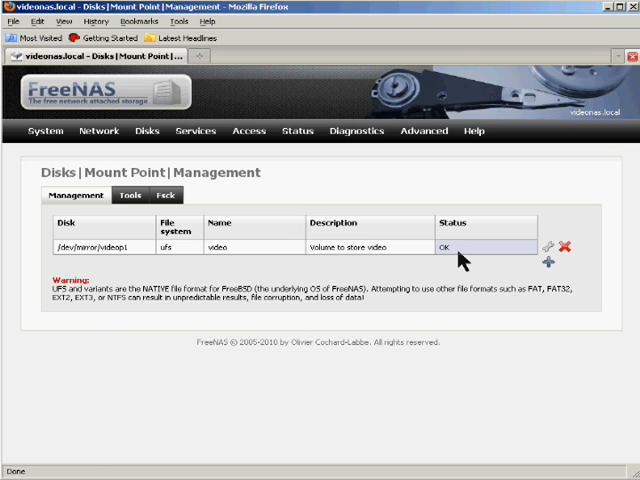 videonas.local - Disks|Mount Point|Management - Mozilla Firefox
File Edit View History Bookmarks Tools Help
Most Visited Getting Started Latest Headlines
videonas.local - Disks|Mount Point|...
FreeNAS
The free network attached storage
videonas.local
System Network Disks Services Access Status Diagnostics Advanced Help
Disks|Mount Point|Management
Management Tools Fsck
Disk File system Name Description Status
/dev/mirror/videop1 ufs video Volume to store video OK
Warning:
UFS and variants are the NATIVE file format for FreeBSD (the underlying OS of FreeNAS). Attempting to use other file formats such as FAT, FAT32,
EXT2, EXT3, or NTFS can result in unpredictable results, file corruption, and loss of data!
FreeNAS © 2005-2010 by Olivier Cochard-Labbe. All rights reserved.
Done